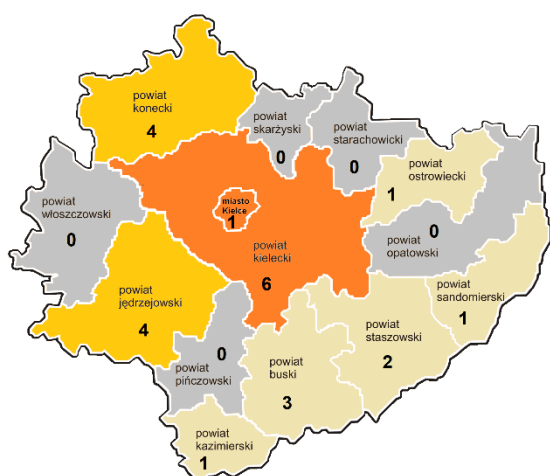 powiat
konecki
4
powiat
skarżyski
0
powiat
starachowicki
0
powiat
ostrowiecki
1
powiat
włoszczowski
0
miasto
Kielce
1
powiat
kielecki
6
0
powiat
opatowski
powiat
sandomierski
1
powiat
jędrzejowski
4
0
powiat
pińczowski
powiat
buski
3
powiat
staszowski
2
powiat
kazimierski
1